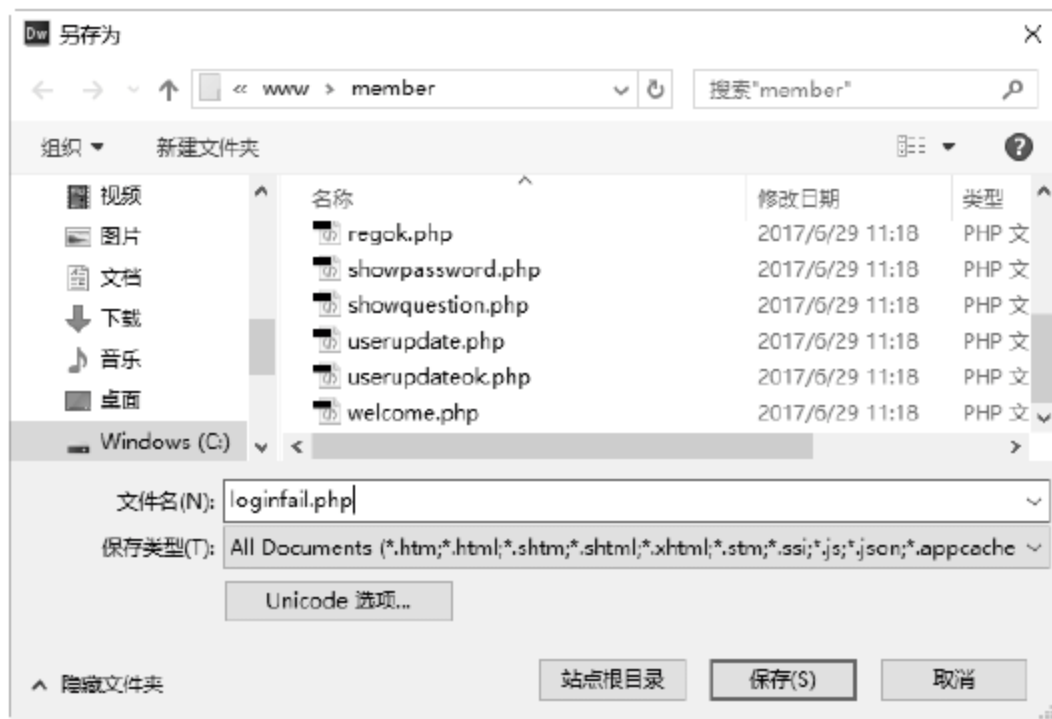 Dw 另存为
« www › member
搜索"member"
组织 新建文件夹
视频
图片
文档
下载
音乐
桌面
Windows (C:)
名称 修改日期 类型
regok.php 2017/6/29 11:18 PHP 文
showpassword.php 2017/6/29 11:18 PHP 文
showquestion.php 2017/6/29 11:18 PHP 文
userupdate.php 2017/6/29 11:18 PHP 文
userupdateok.php 2017/6/29 11:18 PHP 文
welcome.php 2017/6/29 11:18 PHP 文
文件名(N): loginfail.php
保存类型(T): All Documents (*.htm;*.html;*.shtm;*.shtml;*.xhtml;*.stm;*.ssi;*.js;*.json;*.appcache
Unicode 选项...
隐藏文件夹
站点根目录 保存(S) 取消